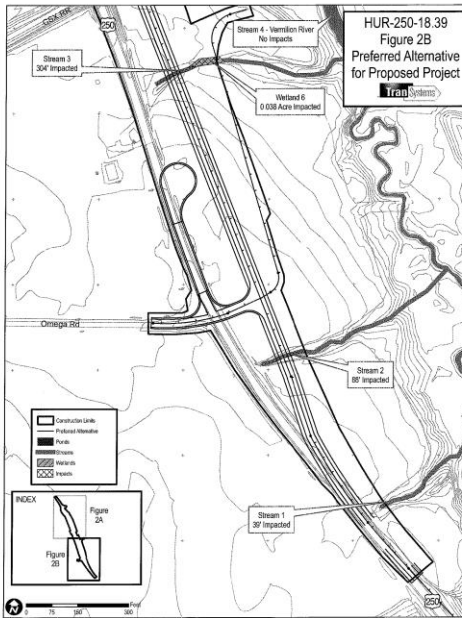 CSX RR
250
Stream 4 - Vermilion River
No Impacts
HUR-250-18.39
Figure 2B
Preferred Alternative
for Proposed Project
TranSystems
Stream 3
304' Impacted
Wetland 6
0.038 Acre Impacted
Omega Rd
Stream 2
88' Impacted
Construction Limits
Preferred Alternative
Ponds
Streams
Wetlands
Impacts
INDEX
Figure
2A
Figure
2B
Stream 1
39' Impacted
N
Feet
0 75 150 300
250